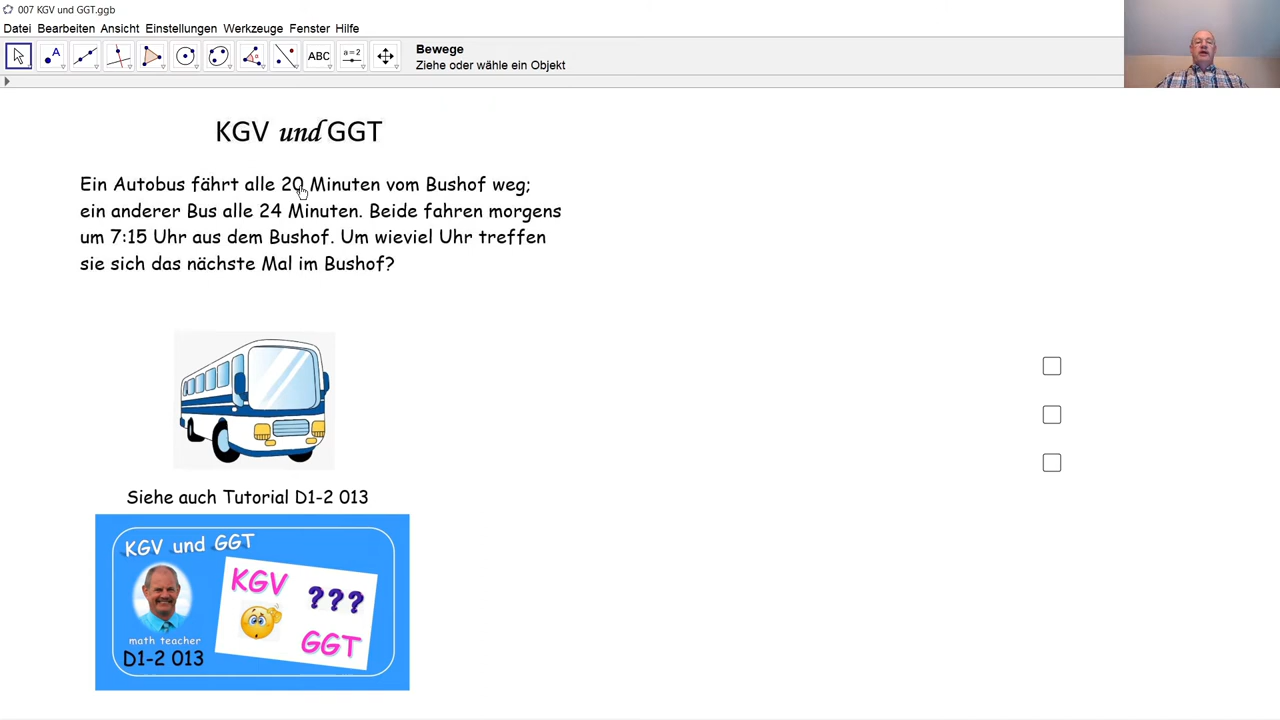 007 KGV und GGT.ggb
Datei Bearbeiten Ansicht Einstellungen Werkzeuge Fenster Hilfe
A
ABC
a=2
Bewege
Ziehe oder wähle ein Objekt
KGV und GGT
Ein Autobus fährt alle 20 Minuten vom Bushof weg;
ein anderer Bus alle 24 Minuten. Beide fahren morgens
um 7:15 Uhr aus dem Bushof. Um wieviel Uhr treffen
sie sich das nächste Mal im Bushof?
Siehe auch Tutorial D1-2 013
KGV und GGT
KGV
???
GGT
math teacher
D1-2 013